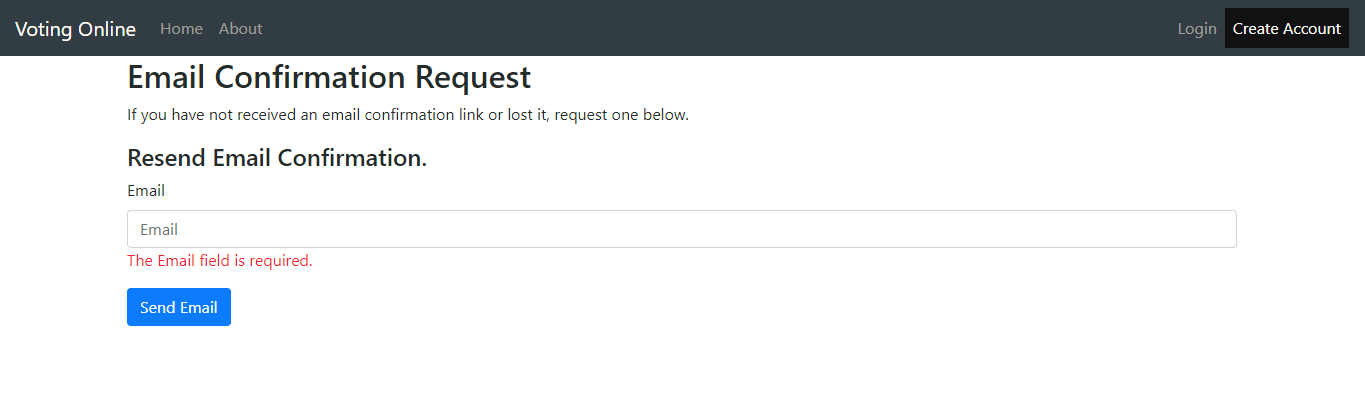 Voting Online Home About Login Create Account
Email Confirmation Request
If you have not received an email confirmation link or lost it, request one below.
Resend Email Confirmation.
Email
Email
The Email field is required.
Send Email